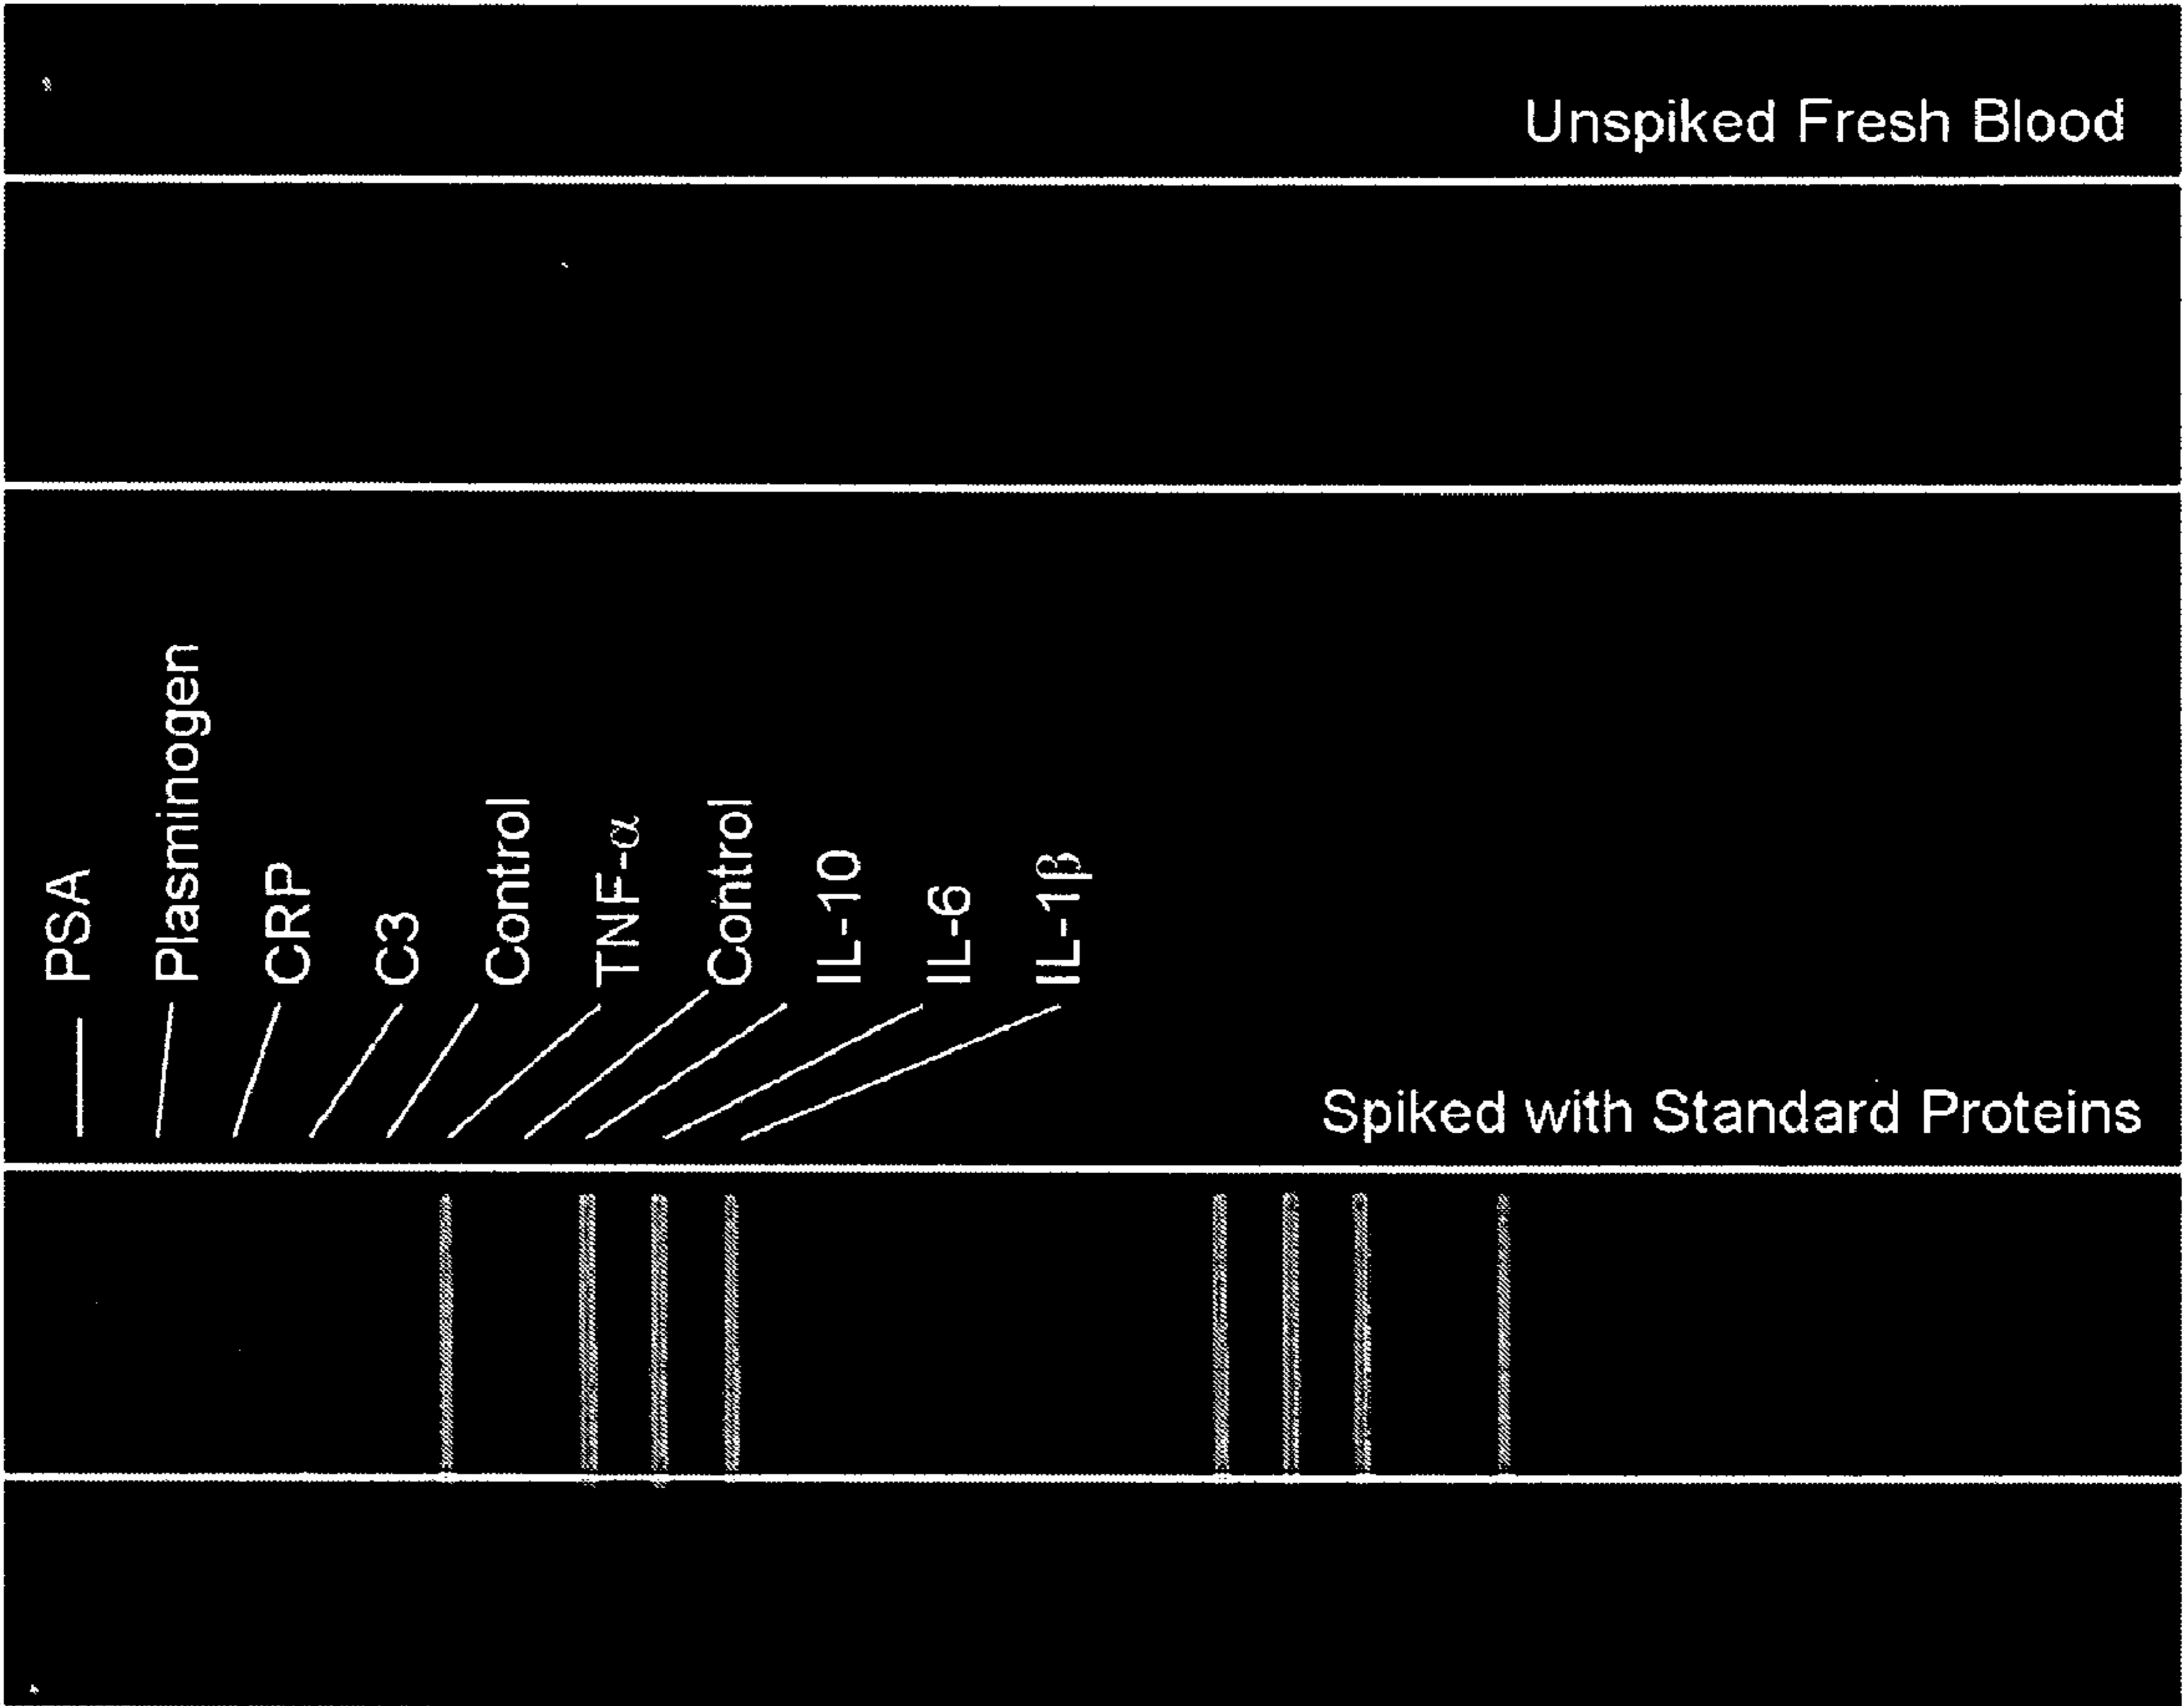 Unspiked Fresh Blood
PSA
Plasminogen
CRP
C3
Control
TNF-α
Control
IL-10
IL-6
IL-1β
Spiked with Standard Proteins